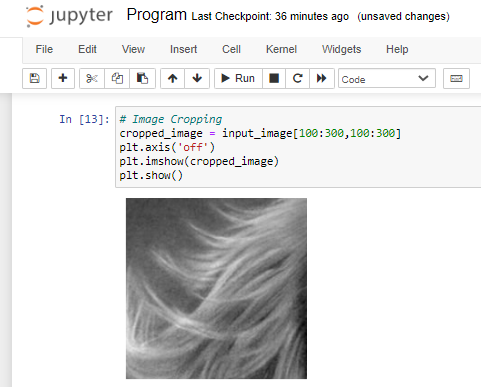 jupyter Program Last Checkpoint: 36 minutes ago (unsaved changes)
File Edit View Insert Cell Kernel Widgets Help
Run Code
In [13]: # Image Cropping
cropped_image = input_image[100:300,100:300]
plt.axis('off')
plt.imshow(cropped_image)
plt.show()